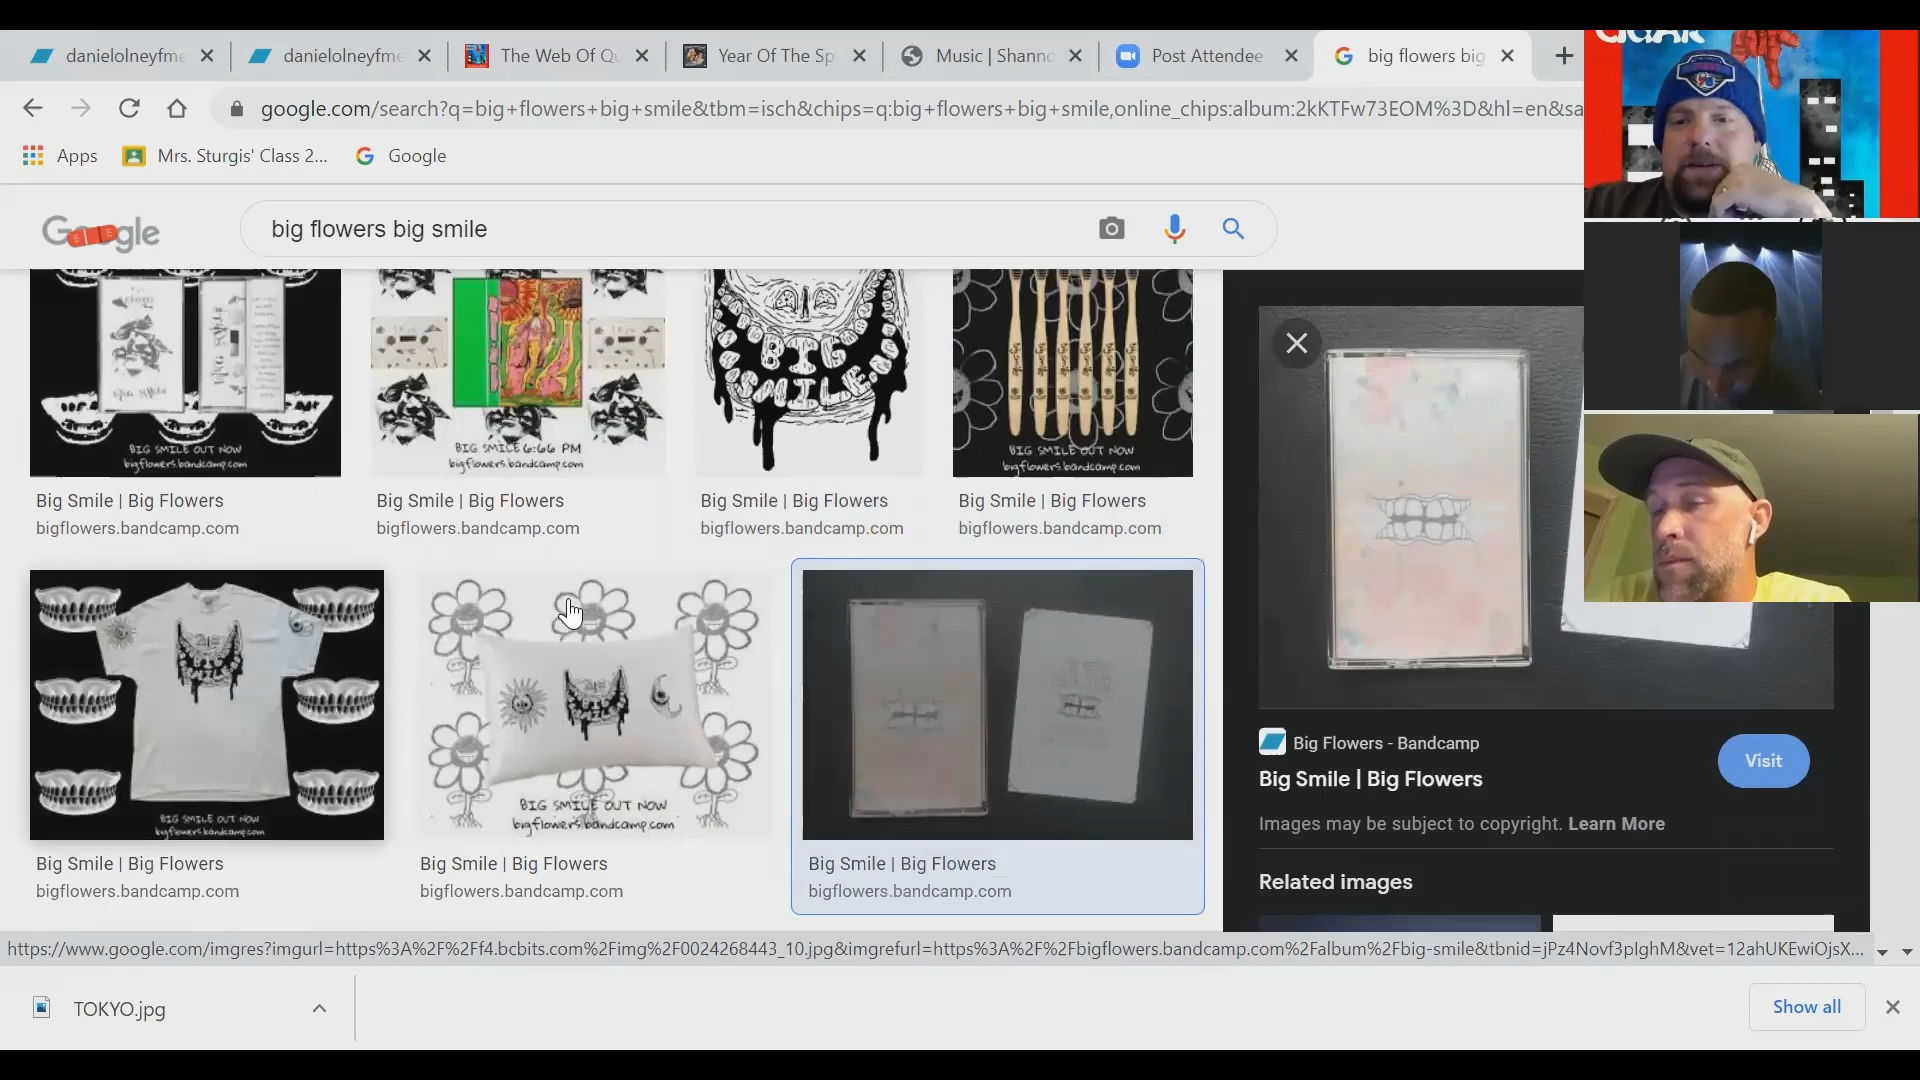 danielolneyfme
danielolneyfme
The Web Of Qu
Year Of The Sp
Music | Shanno
Post Attendee
big flowers big
google.com/search?q=big+flowers+big+smile&tbm=isch&chips=q:big+flowers+big+smile,online_chips:album:2kKTFw73EOM%3D&hl=en&sa
Apps
Mrs. Sturgis' Class 2...
Google
Google
big flowers big smile
BIG SMILE OUT NOW
bigflowers.bandcamp.com
BIG SMILE 6:66 PM
bigflowers.bandcamp.com
BIG
SMILE
BIG SMILE OUT NOW
bigflowers.bandcamp.com
Big Smile | Big Flowers
bigflowers.bandcamp.com
Big Smile | Big Flowers
bigflowers.bandcamp.com
Big Smile | Big Flowers
bigflowers.bandcamp.com
Big Smile | Big Flowers
bigflowers.bandcamp.com
BIG SMILE OUT NOW
bigflowers.bandcamp.com
BIG SMILE OUT NOW
bigflowers.bandcamp.com
Big Smile | Big Flowers
bigflowers.bandcamp.com
Big Smile | Big Flowers
bigflowers.bandcamp.com
Big Smile | Big Flowers
bigflowers.bandcamp.com
CIGAR
Big Flowers - Bandcamp
Big Smile | Big Flowers
Visit
Images may be subject to copyright. Learn More
Related images
https://www.google.com/imgres?imgurl=https%3A%2F%2Ff4.bcbits.com%2Fimg%2F0024268443_10.jpg&imgrefurl=https%3A%2F%2Fbigflowers.bandcamp.com%2Falbum%2Fbig-smile&tbnid=jPz4Novf3pIghM&vet=12ahUKEwiOjsX...
TOKYO.jpg
Show all